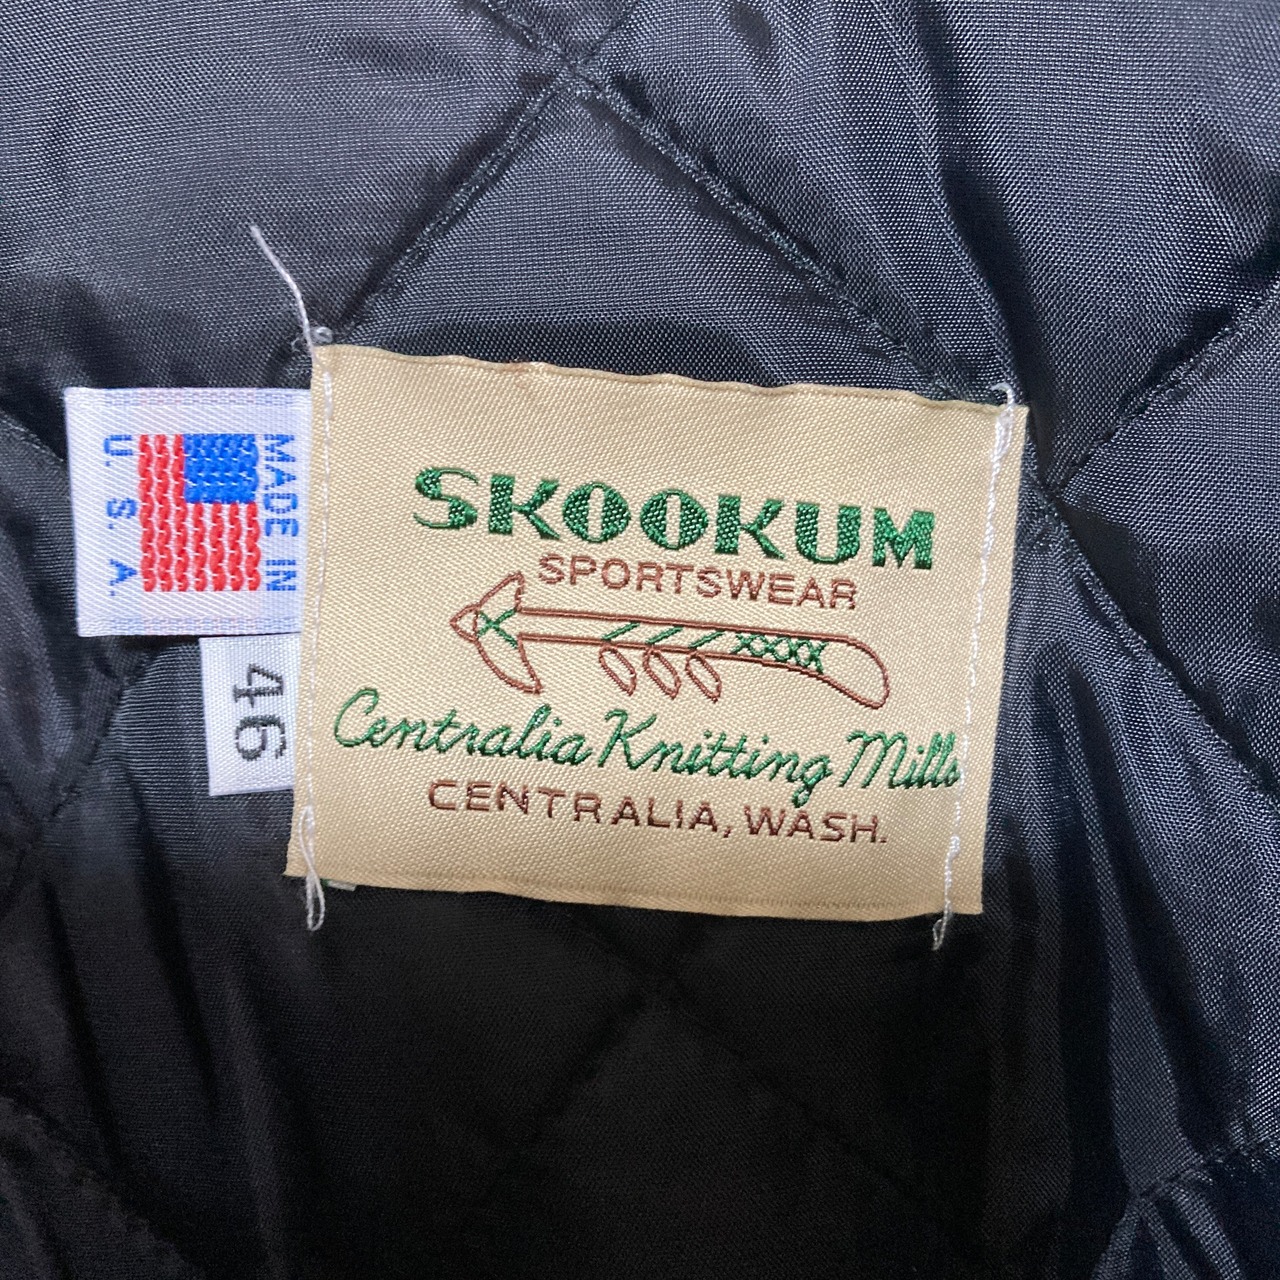 SKOOKUM
SPORTSWEAR
Centralia Knitting Mills
CENTRALIA, WASH.
MADE IN
U. S. A.
46